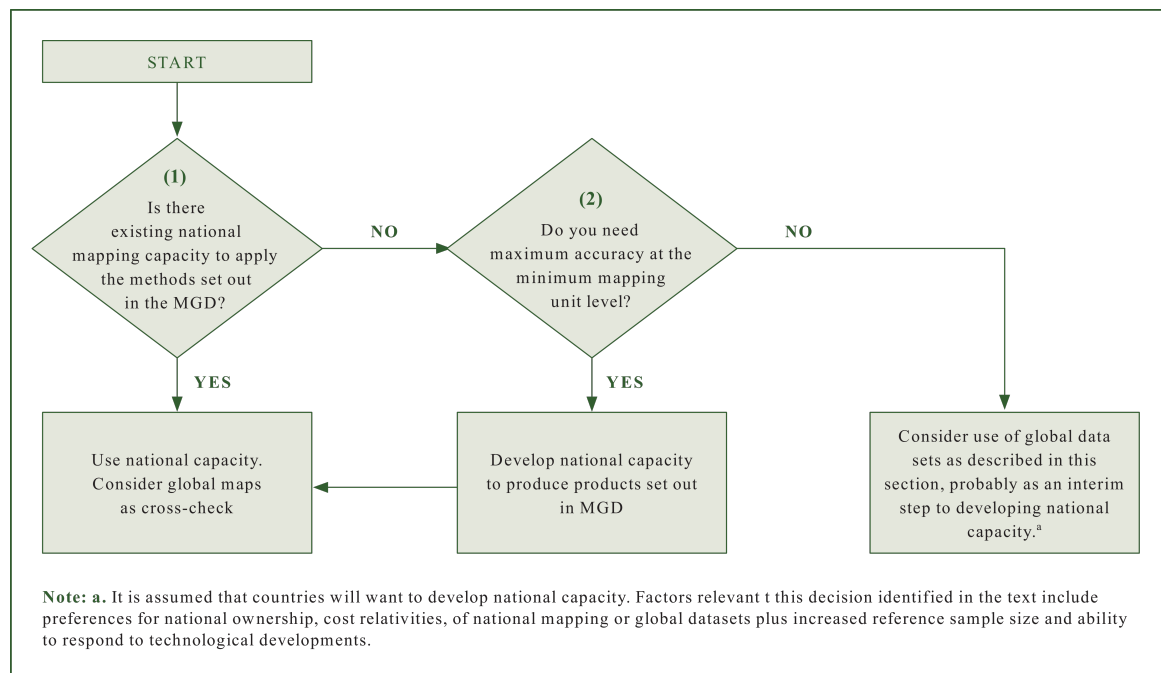 START
(1)
Is there
existing national
mapping capacity to apply
the methods set out
in the MGD?
NO
(2)
Do you need
maximum accuracy at the
minimum mapping
unit level?
NO
YES
YES
Use national capacity.
Consider global maps
as cross-check
Develop national capacity
to produce products set out
in MGD
Consider use of global data
sets as described in this
section, probably as an interim
step to developing national
capacity.a
Note: a. It is assumed that countries will want to develop national capacity. Factors relevant t this decision identified in the text include
preferences for national ownership, cost relativities, of national mapping or global datasets plus increased reference sample size and ability
to respond to technological developments.